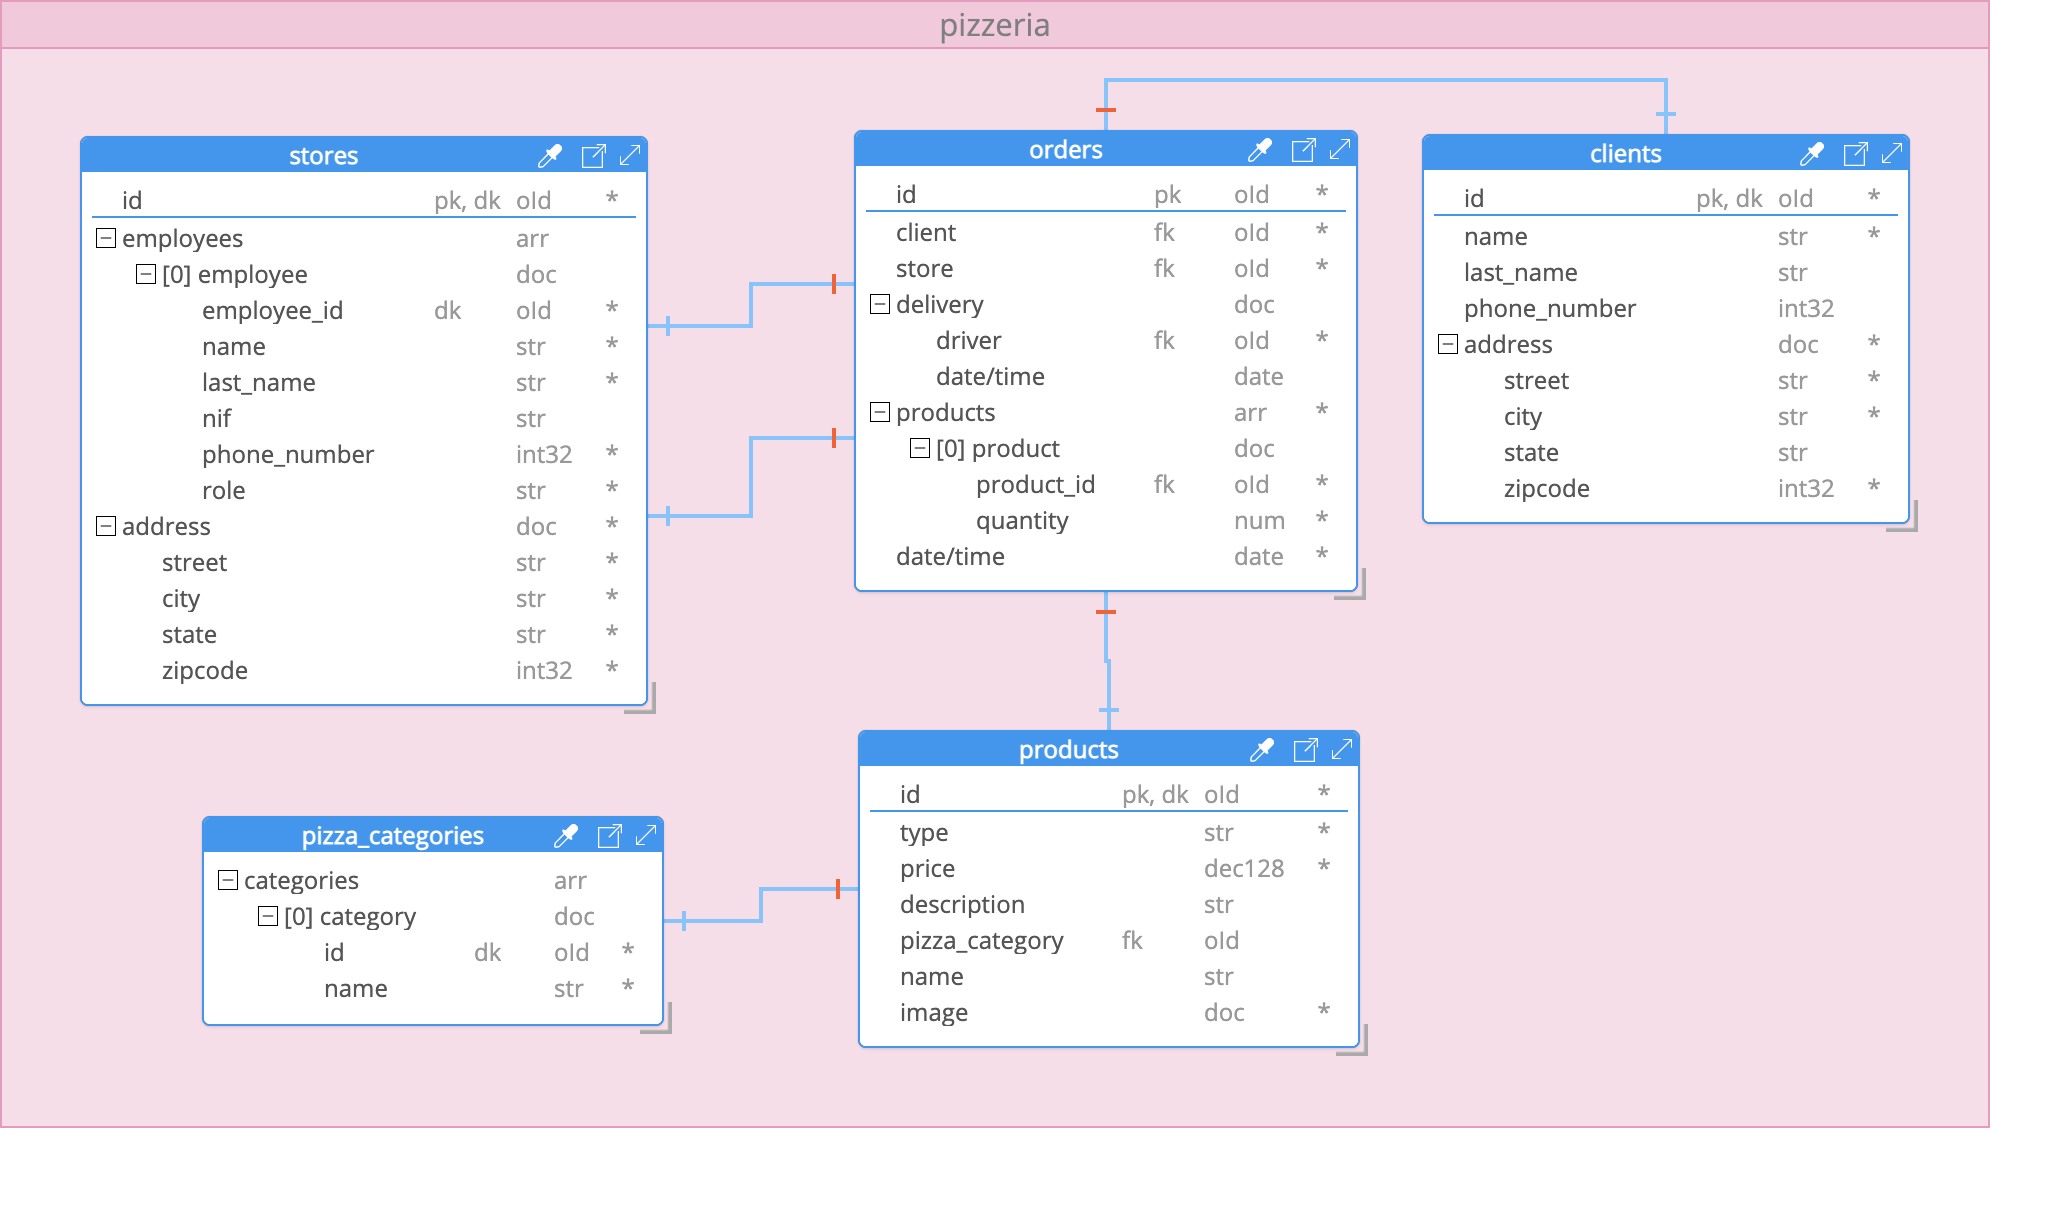 pizzeria
stores
id pk, dk oId *
employees arr
[0] employee doc
employee_id dk oId *
name str *
last_name str *
nif str
phone_number int32 *
role str *
address doc *
street str *
city str *
state str *
zipcode int32 *
orders
id pk oId *
client fk oId *
store fk oId *
delivery doc
driver fk oId *
date/time date
products arr *
[0] product doc
product_id fk oId *
quantity num *
date/time date *
clients
id pk, dk oId *
name str *
last_name str
phone_number int32
address doc *
street str *
city str *
state str
zipcode int32 *
pizza_categories
categories arr
[0] category doc
id dk oId *
name str *
products
id pk, dk oId *
type str *
price dec128 *
description str
pizza_category fk oId
name str
image doc *